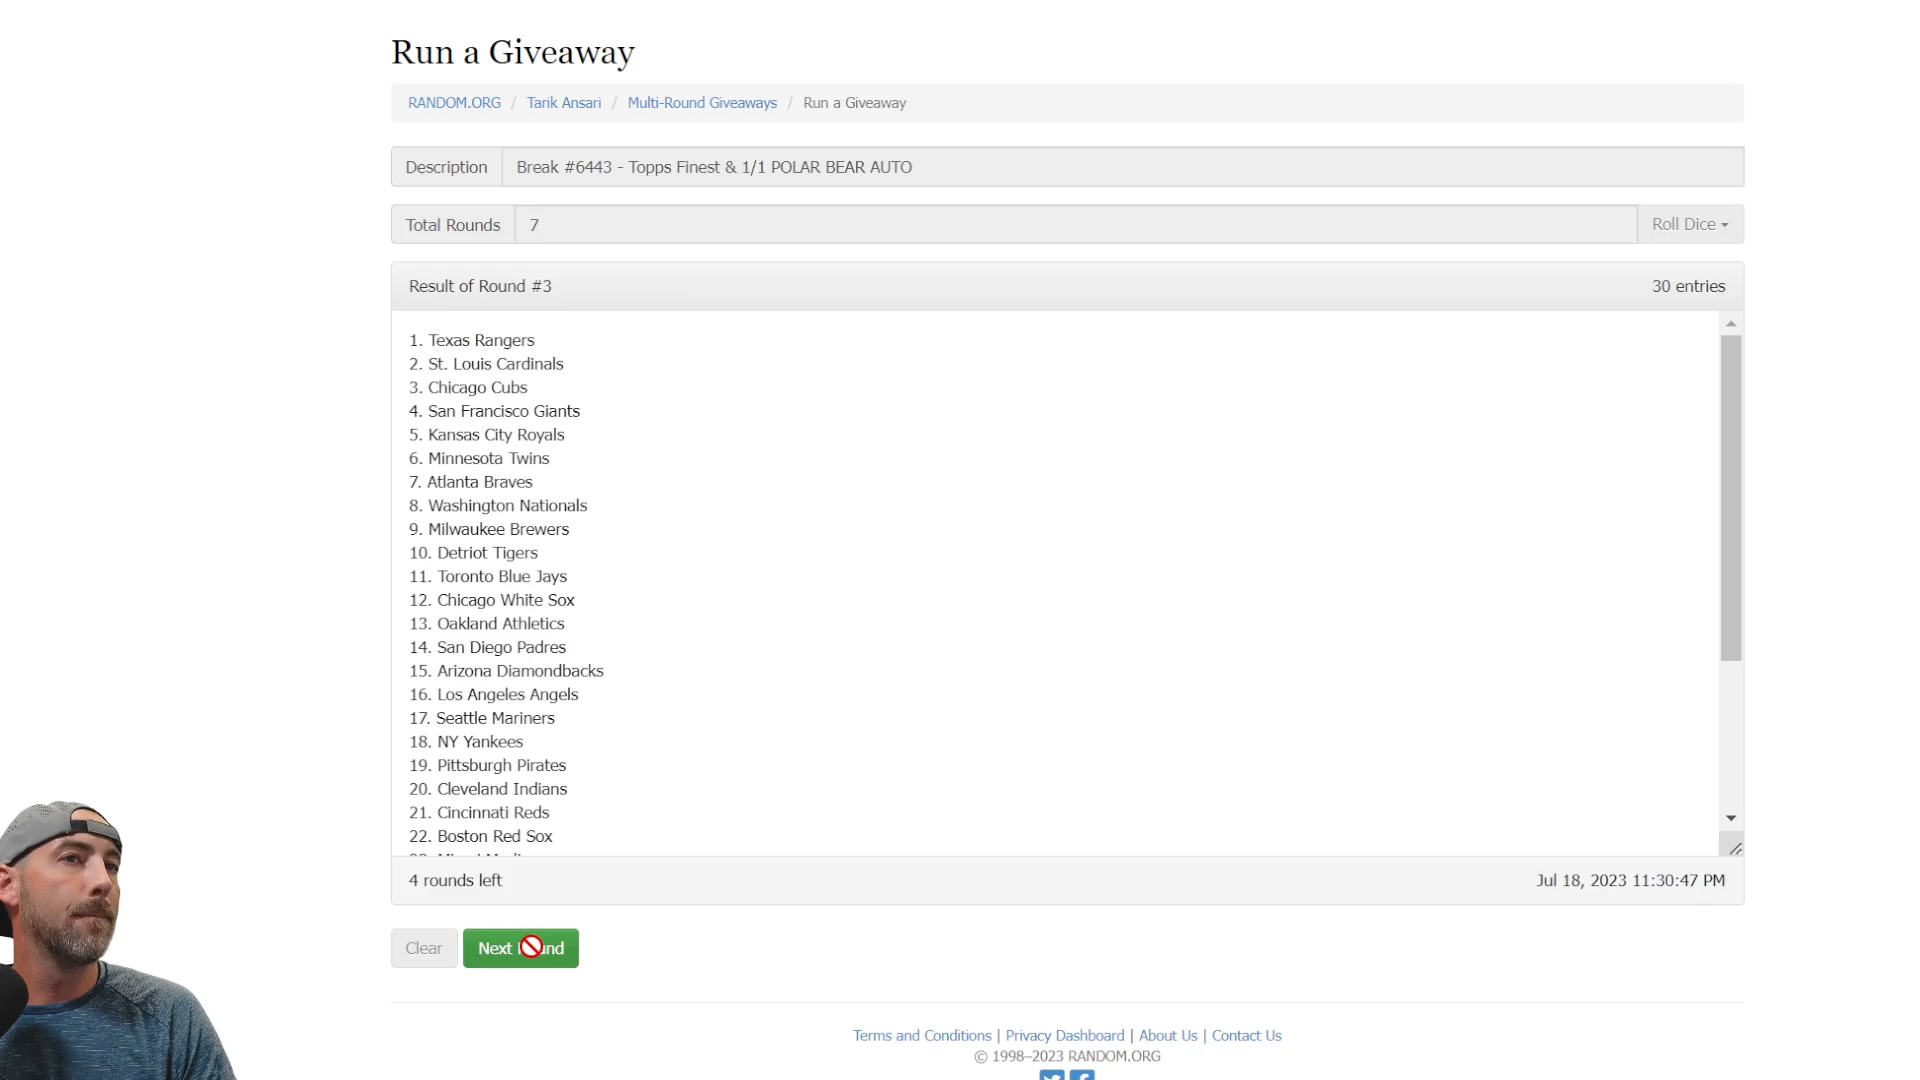 Run a Giveaway
RANDOM.ORG / Tarik Ansari / Multi-Round Giveaways / Run a Giveaway
Description Break #6443 - Topps Finest & 1/1 POLAR BEAR AUTO
Total Rounds 7 Roll Dice
Result of Round #3 30 entries
1. Texas Rangers
2. St. Louis Cardinals
3. Chicago Cubs
4. San Francisco Giants
5. Kansas City Royals
6. Minnesota Twins
7. Atlanta Braves
8. Washington Nationals
9. Milwaukee Brewers
10. Detriot Tigers
11. Toronto Blue Jays
12. Chicago White Sox
13. Oakland Athletics
14. San Diego Padres
15. Arizona Diamondbacks
16. Los Angeles Angels
17. Seattle Mariners
18. NY Yankees
19. Pittsburgh Pirates
20. Cleveland Indians
21. Cincinnati Reds
22. Boston Red Sox
4 rounds left Jul 18, 2023 11:30:47 PM
Clear Next
Terms and Conditions | Privacy Dashboard | About Us | Contact Us
© 1998–2023 RANDOM.ORG